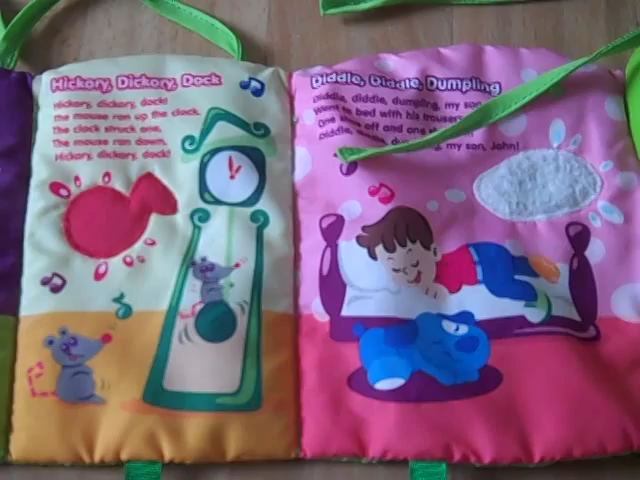 Hickory, Dickory, Dock
Hickory, dickory, dock!
The mouse ran up the clock.
The clock struck one,
The mouse ran down,
Hickory, dickory, dock!
Diddle, Diddle, Dumpling
Diddle, diddle, dumpling, my son
Went to bed with his trousers
One shoe off and one
Diddle, my son, John!